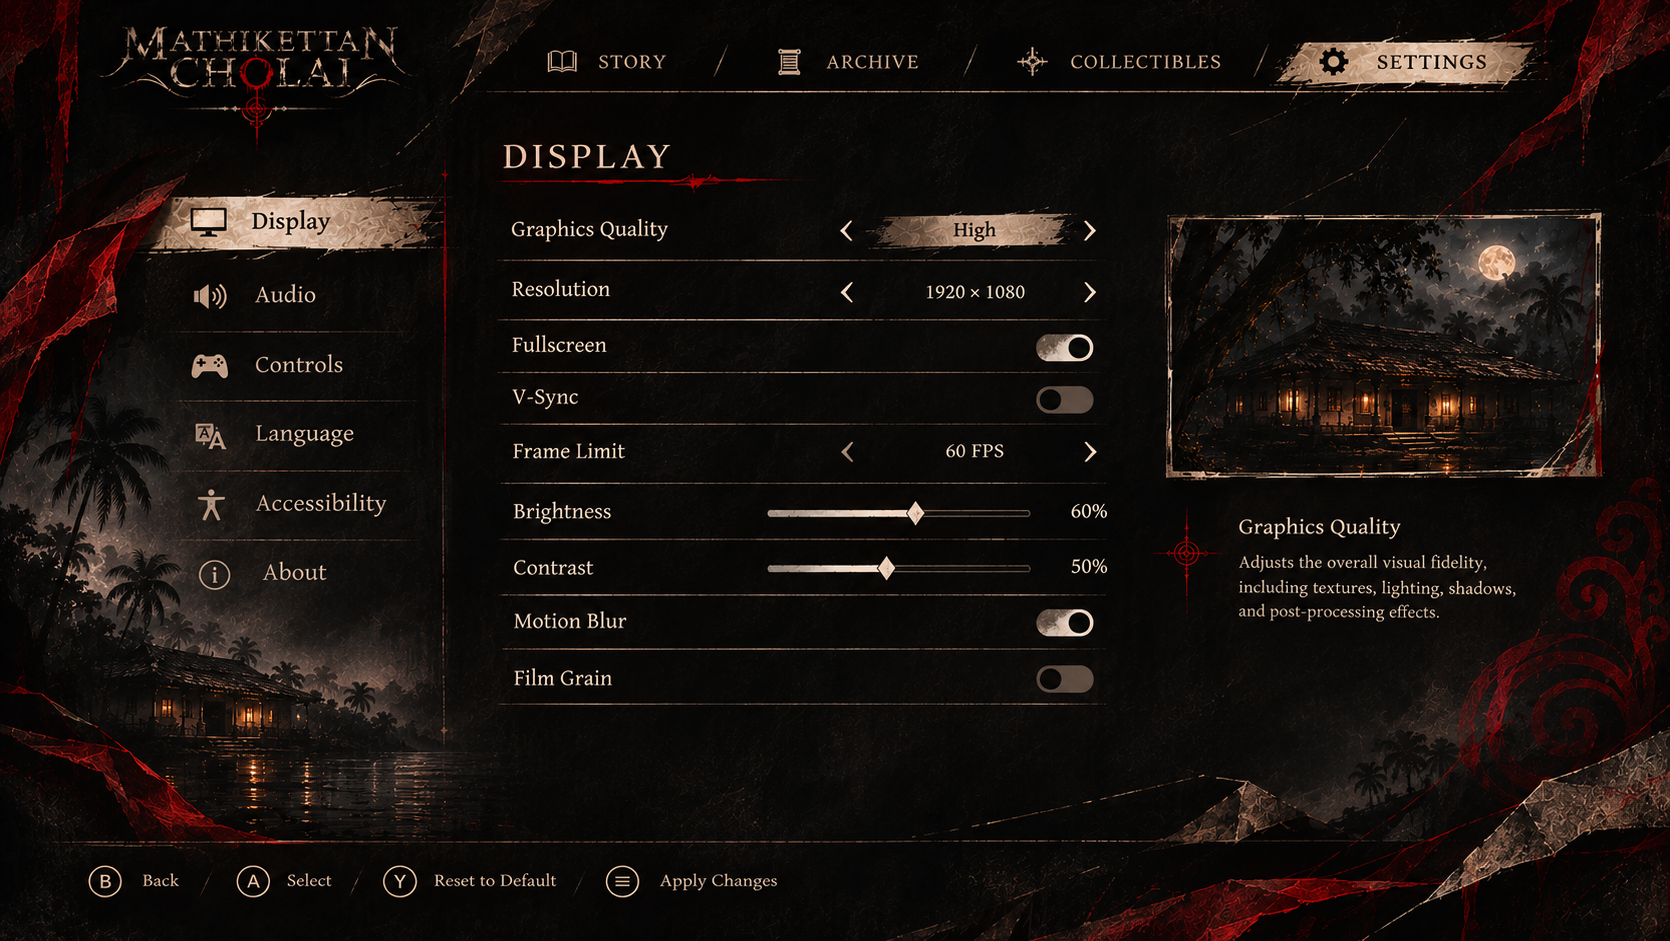 MATHIKETTAN
CHOLAI
STORY
ARCHIVE
COLLECTIBLES
SETTINGS
Display
Audio
Controls
Language
Accessibility
About
DISPLAY
Graphics Quality High
Resolution 1920 × 1080
Fullscreen
V-Sync
Frame Limit 60 FPS
Brightness 60%
Contrast 50%
Motion Blur
Film Grain
Graphics Quality
Adjusts the overall visual fidelity,
including textures, lighting, shadows,
and post-processing effects.
B Back
A Select
Y Reset to Default
Apply Changes